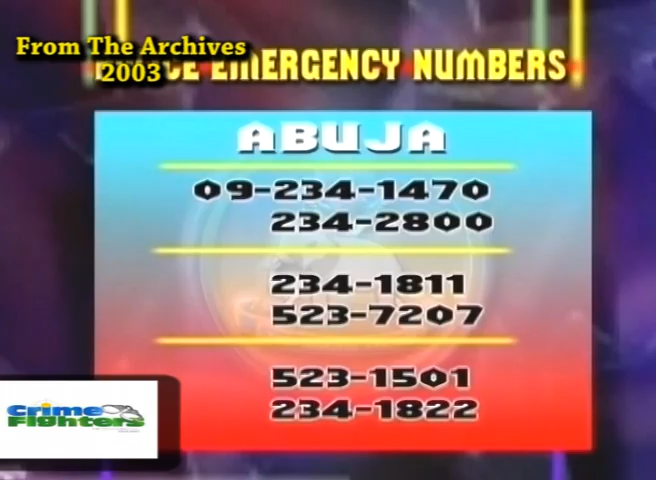 From The Archives
2003
EMERGENCY NUMBERS
ABUJA
09-234-1470
234-2800
234-1811
523-7207
523-1501
234-1822
Crime
Fighters